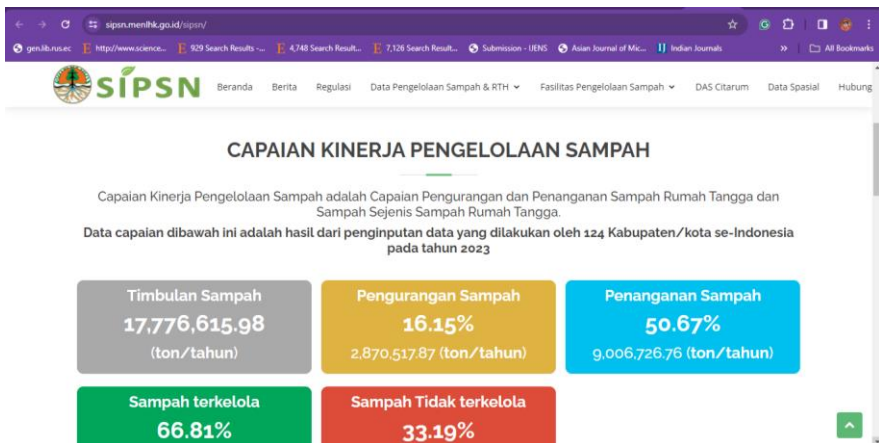 sipsn.menlhk.go.id/sipsn/
gen.lib.rus.ec http://www.science... 929 Search Results -... 4,748 Search Result... 7,126 Search Result... Submission - IJENS Asian Journal of Mic... IJ Indian Journals » All Bookmarks
SIPSN Beranda Berita Regulasi Data Pengelolaan Sampah & RTH Fasilitas Pengelolaan Sampah DAS Citarum Data Spasial Hubung
CAPAIAN KINERJA PENGELOLAAN SAMPAH
Capaian Kinerja Pengelolaan Sampah adalah Capaian Pengurangan dan Penanganan Sampah Rumah Tangga dan
Sampah Sejenis Sampah Rumah Tangga.
Data capaian dibawah ini adalah hasil dari penginputan data yang dilakukan oleh 124 Kabupaten/kota se-Indonesia
pada tahun 2023
Timbulan Sampah
17,776,615.98
(ton/tahun)
Pengurangan Sampah
16.15%
2,870,517.87 (ton/tahun)
Penanganan Sampah
50.67%
9,006,726.76 (ton/tahun)
Sampah terkelola
66.81%
Sampah Tidak terkelola
33.19%